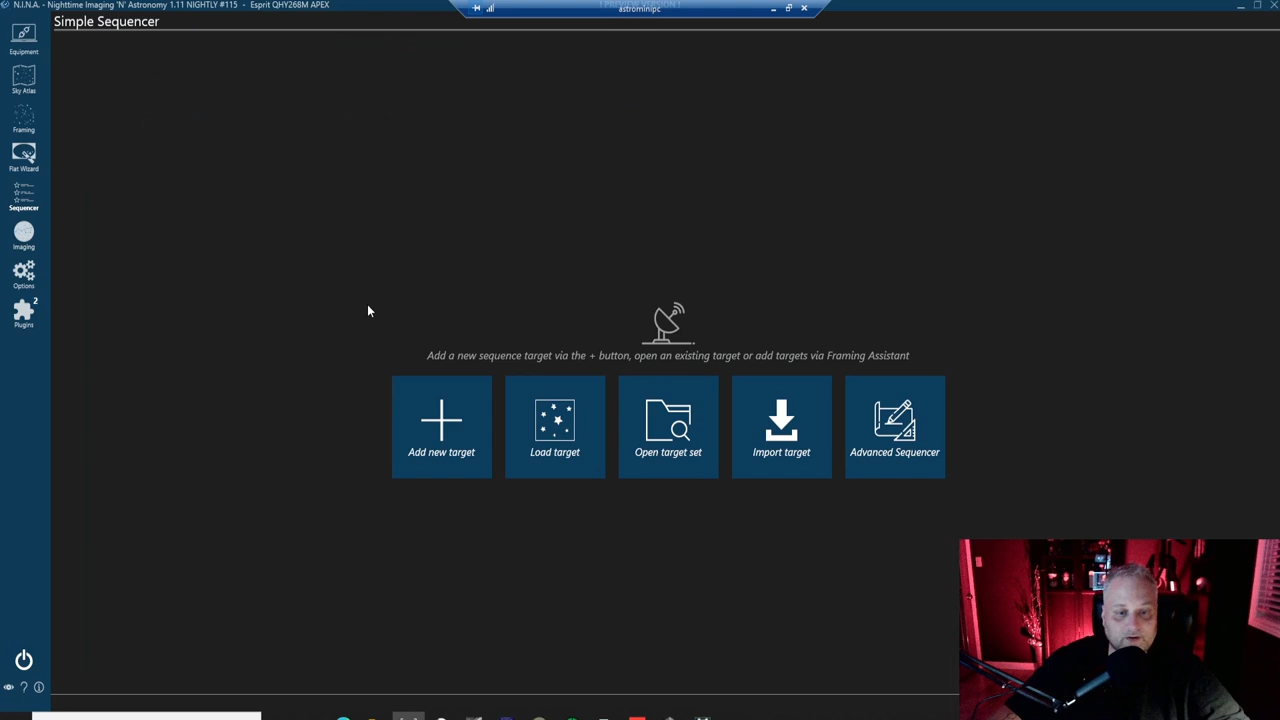 N.I.N.A. - Nighttime Imaging 'N' Astronomy 1.11 NIGHTLY #115 - Esprit QHY268M APEX
astrominipc
Simple Sequencer
Equipment
Sky Atlas
Framing
Flat Wizard
Sequencer
Imaging
Options
2
Plugins
Add a new sequence target via the + button, open an existing target or add targets via Framing Assistant
Add new target
Load target
Open target set
Import target
Advanced Sequencer